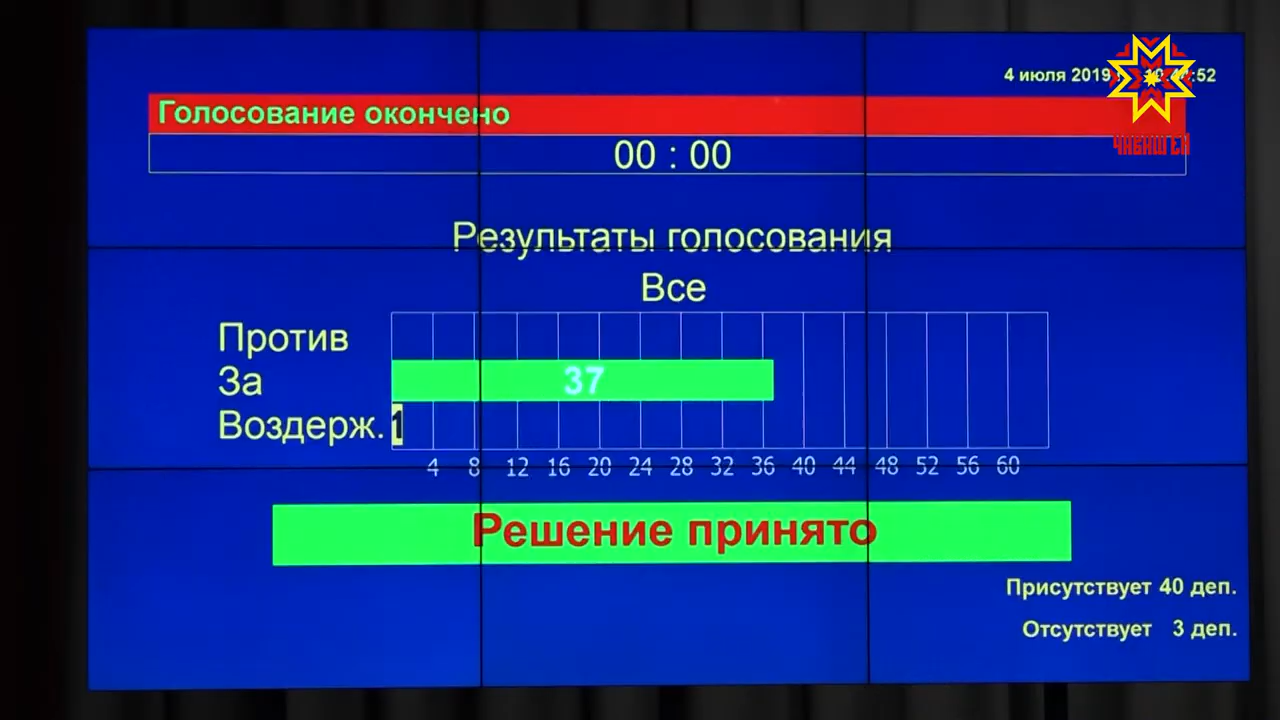 4 июля 2019
Голосование окончено
00 : 00
ЧӐВАШ ЕН
Результаты голосования
Все
Против
За 37
Воздерж. 1
4 8 12 16 20 24 28 32 36 40 44 48 52 56 60
Решение принято
Присутствует 40 деп.
Отсутствует 3 деп.